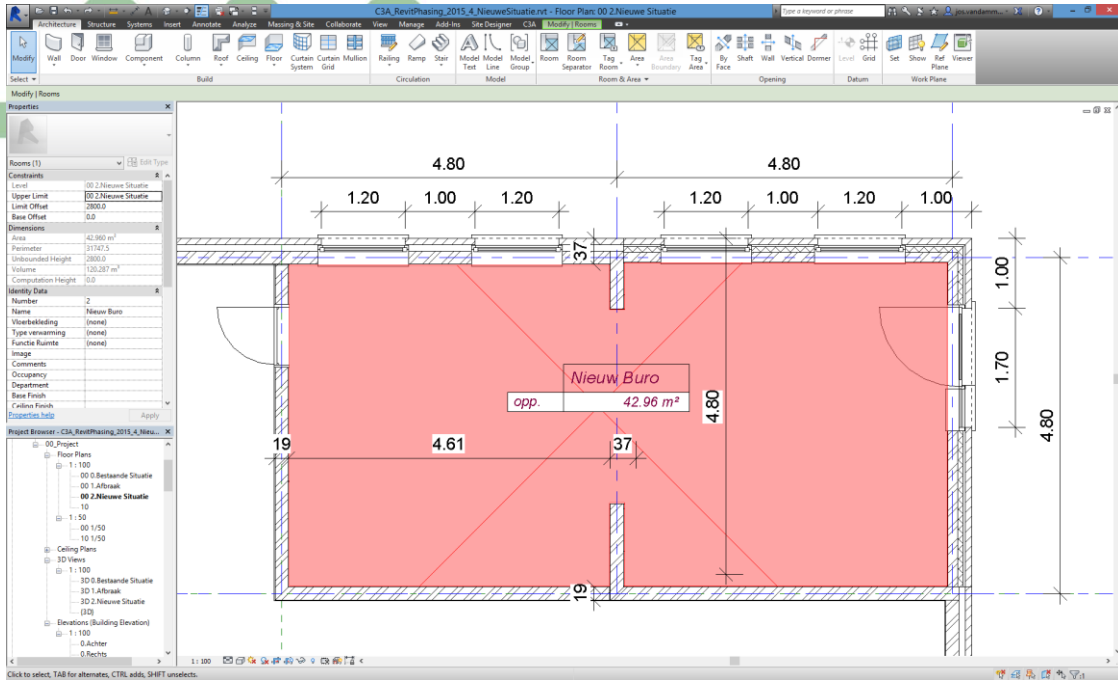 C3A_RevitPhasing_2015_4_NieuweSituatie.rvt - Floor Plan: 00 2.Nieuwe Situatie
Type a keyword or phrase
Architecture Structure Systems Insert Annotate Analyze Massing & Site Collaborate View Manage Add-Ins Site Designer C3A Modify | Rooms
Modify Wall Door Window Component Column Roof Ceiling Floor Curtain System Curtain Grid Mullion Railing Ramp Stair Model Text Model Line Model Group Room Room Separator Tag Room Area Area Boundary Tag Area By Face Shaft Wall Vertical Dormer Level Grid Set Show Ref Plane Viewer
Select Build Circulation Model Room & Area Opening Datum Work Plane
Modify | Rooms
Properties
Rooms (1) Edit Type
Constraints
Level 00 2.Nieuwe Situatie
Upper Limit 00 2.Nieuwe Situatie
Limit Offset 2800.0
Base Offset 0.0
Dimensions
Area 42.960 m²
Perimeter 31747.5
Unbounded Height 2800.0
Volume 120.287 m³
Computation Height 0.0
Identity Data
Number 2
Name Nieuw Buro
Vloerbekleding (none)
Type verwarming (none)
Functie Ruimte (none)
Image
Comments
Occupancy
Department
Base Finish
Ceiling Finish
Properties help Apply
Project Browser - C3A_RevitPhasing_2015_4_Nieu...
00_Project
Floor Plans
1 : 100
00 0.Bestaande Situatie
00 1.Afbraak
00 2.Nieuwe Situatie
10
1 : 50
00 1/50
10 1/50
Ceiling Plans
3D Views
1 : 100
3D 0.Bestaande Situatie
3D 1.Afbraak
3D 2.Nieuwe Situatie
{3D}
Elevations (Building Elevation)
1 : 100
0.Achter
0.Rechts
4.80 4.80
1.20 1.00 1.20 1.20 1.00 1.20 1.00
37
1.00
1.70
4.80
Nieuw Buro
opp. 42.96 m²
4.80
19 4.61 37
19
1 : 100
Click to select, TAB for alternates, CTRL adds, SHIFT unselects.